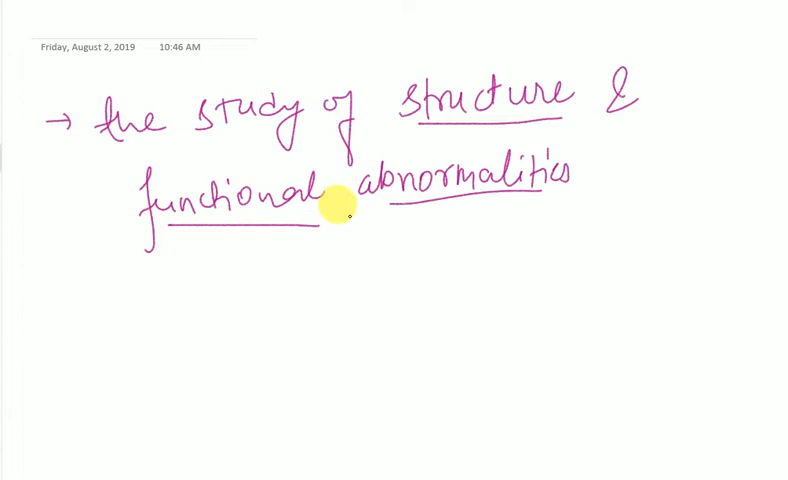 Friday, August 2, 2019 10:46 AM
→ the study of structure &
functional abnormalities